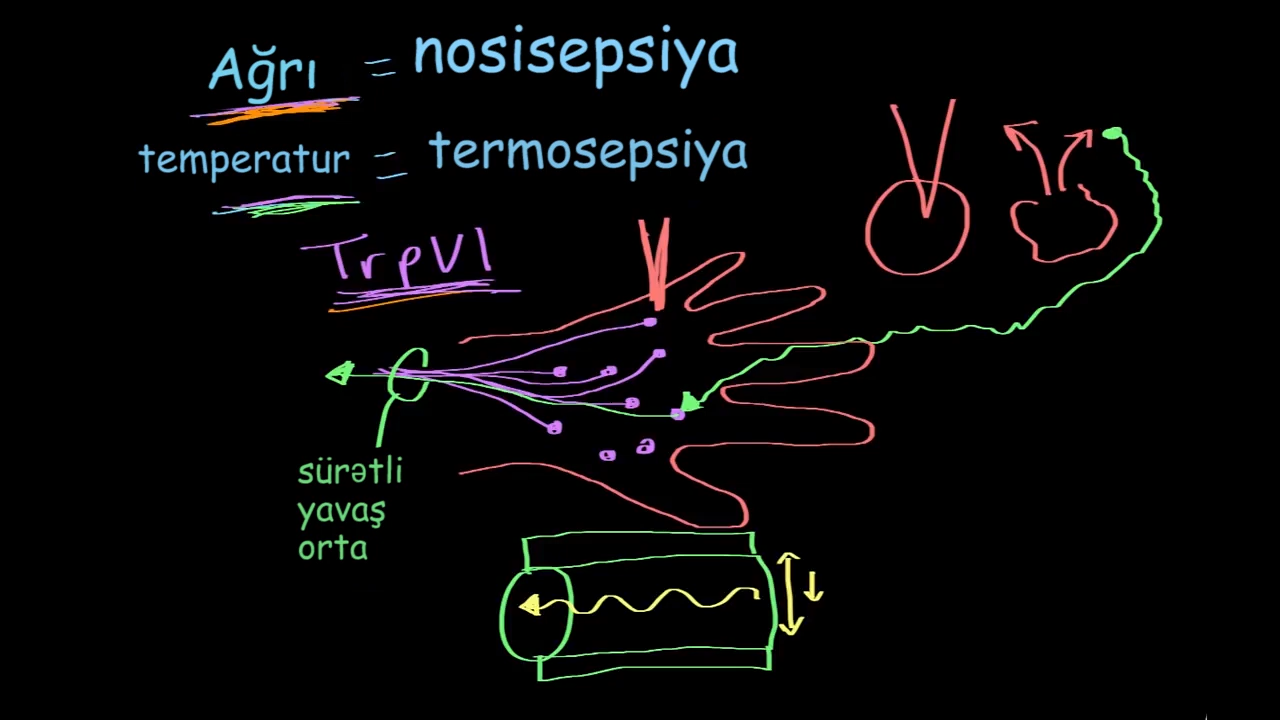 Ağrı = nosisepsiya
temperatur = termosepsiya
TrpV1
sürətli
yavaş
orta